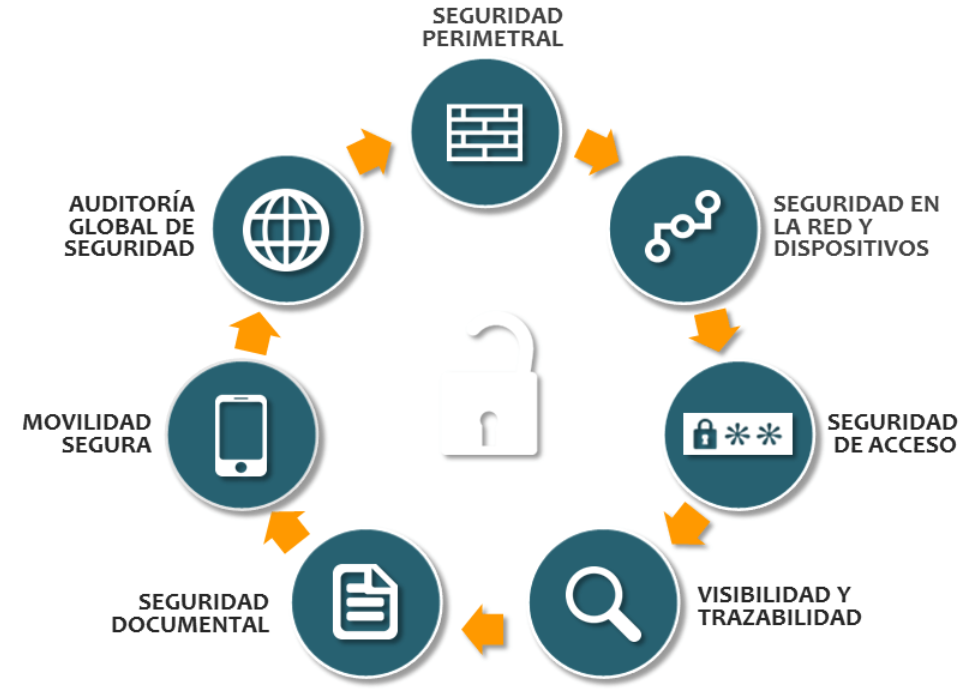 SEGURIDAD
PERIMETRAL
SEGURIDAD EN
LA RED Y
DISPOSITIVOS
SEGURIDAD
DE ACCESO
**
VISIBILIDAD Y
TRAZABILIDAD
SEGURIDAD
DOCUMENTAL
MOVILIDAD
SEGURA
AUDITORÍA
GLOBAL DE
SEGURIDAD